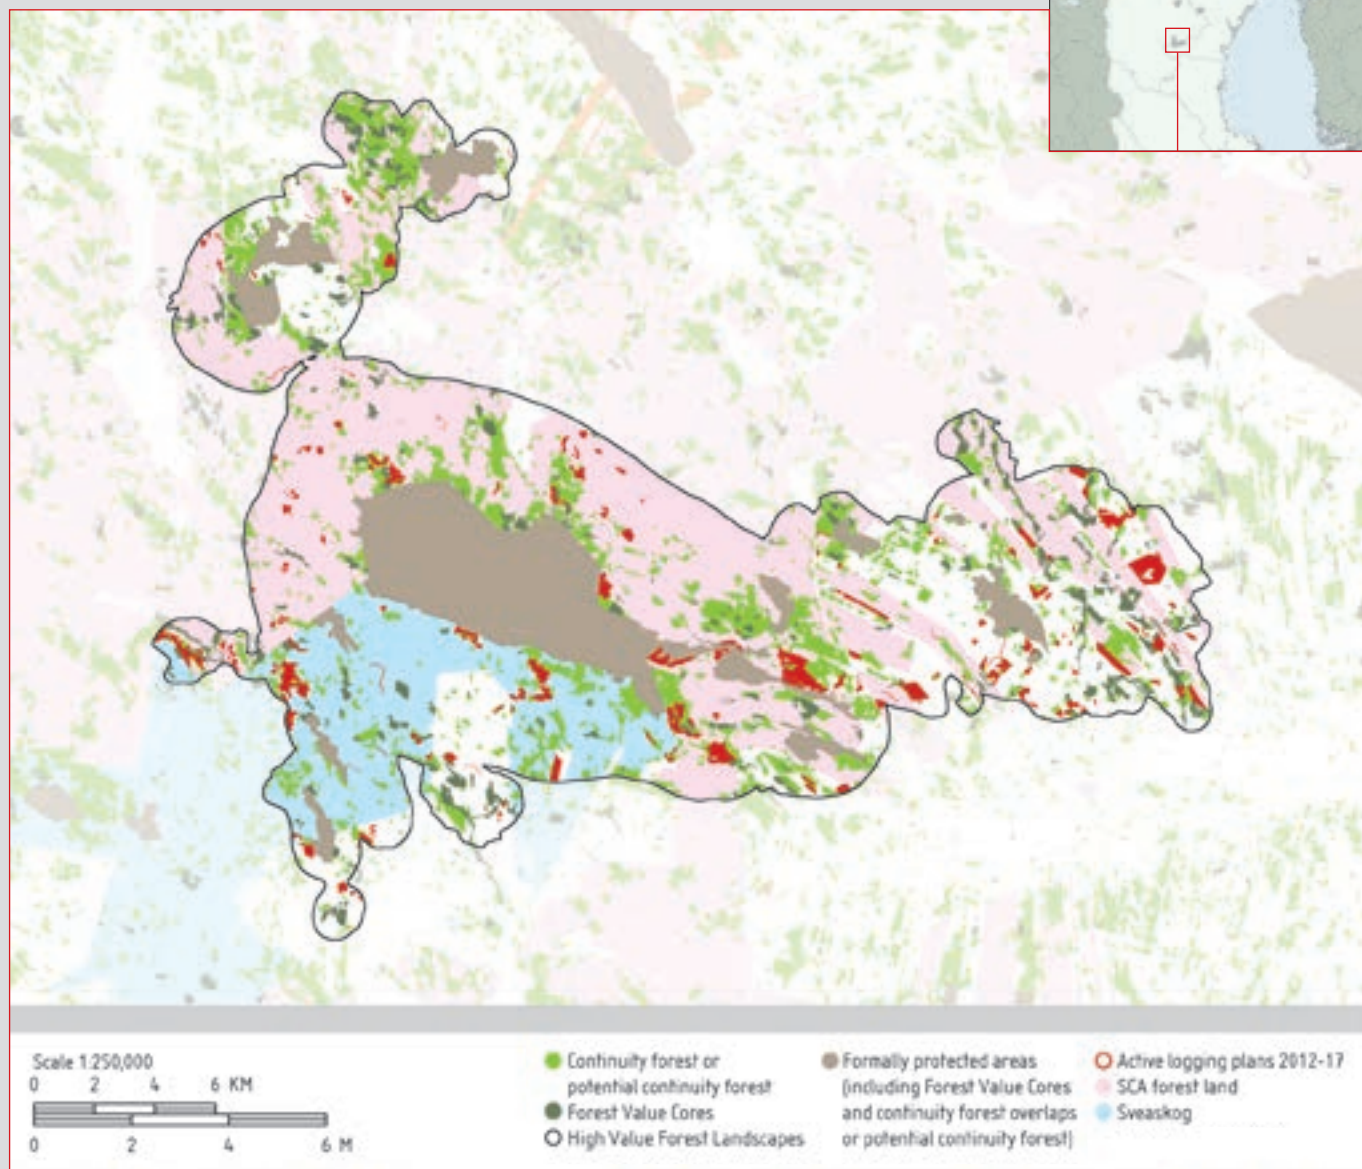 Scale 1:250,000
0 2 4 6 KM
0 2 4 6 M
Continuity forest or
potential continuity forest
Forest Value Cores
High Value Forest Landscapes
Formally protected areas
(including Forest Value Cores
and continuity forest overlaps
or potential continuity forest)
Active logging plans 2012-17
SCA forest land
Sveaskog